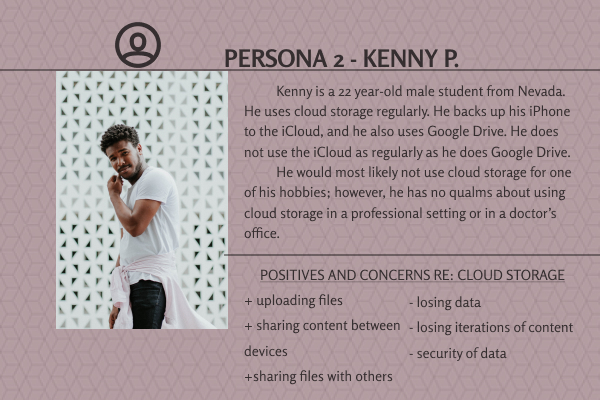 PERSONA 2 - KENNY P.
Kenny is a 22 year-old male student from Nevada.
He uses cloud storage regularly. He backs up his iPhone
to the iCloud, and he also uses Google Drive. He does
not use the iCloud as regularly as he does Google Drive.
He would most likely not use cloud storage for one
of his hobbies; however, he has no qualms about using
cloud storage in a professional setting or in a doctor's
office.
POSITIVES AND CONCERNS RE: CLOUD STORAGE
+ uploading files
+ sharing content between
devices
+sharing files with others
- losing data
- losing iterations of content
- security of data